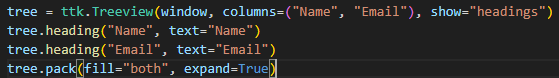 tree = ttk.Treeview(window, columns=("Name", "Email"), show="headings")
tree.heading("Name", text="Name")
tree.heading("Email", text="Email")
tree.pack(fill="both", expand=True)